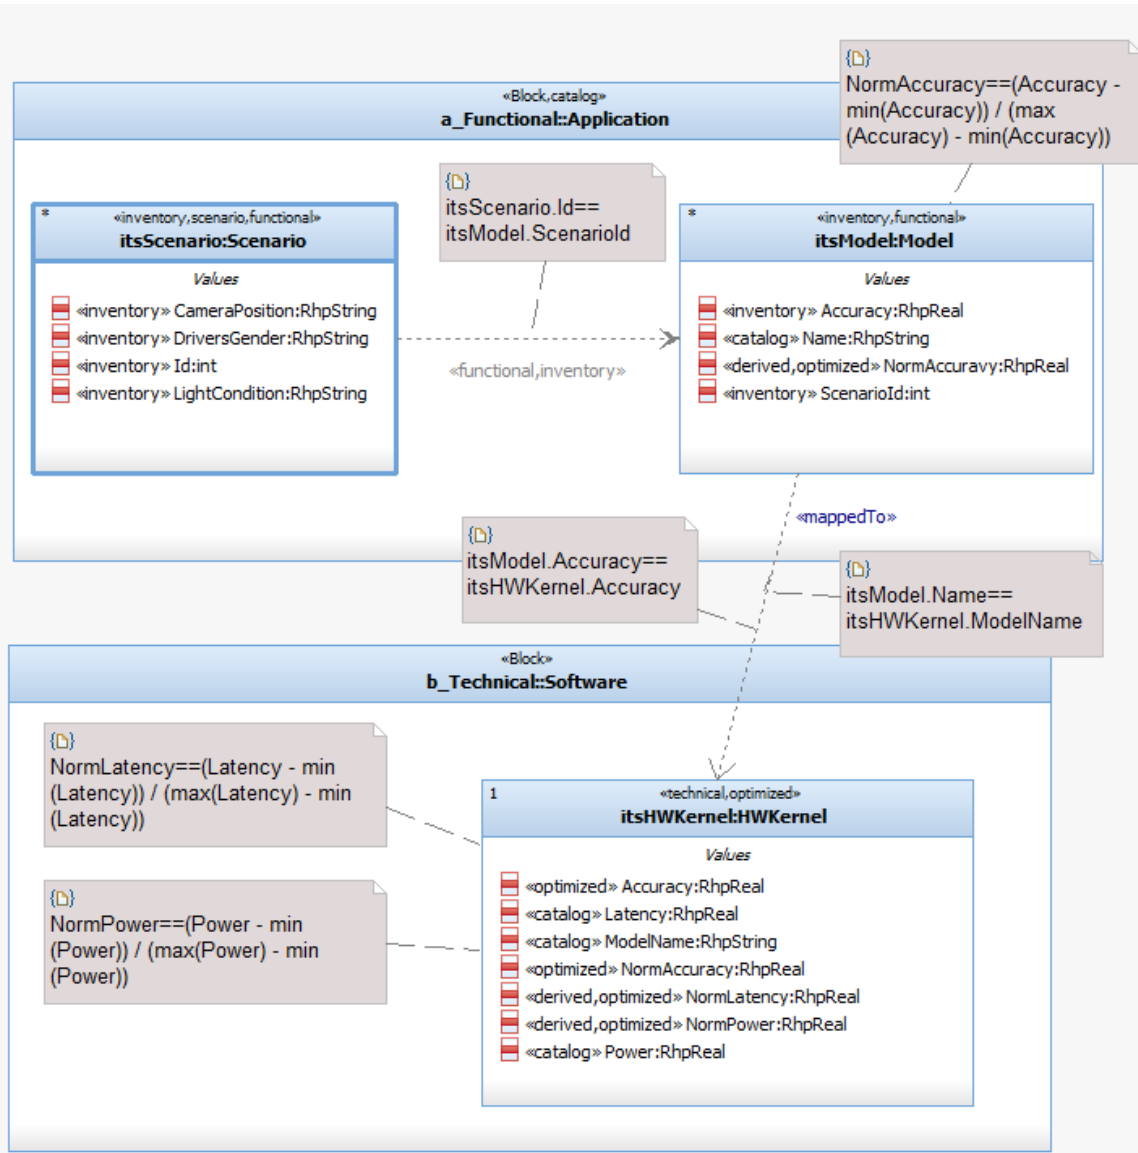 {}
NormAccuracy==(Accuracy -
min(Accuracy)) / (max
(Accuracy) - min(Accuracy))
«Block,catalog»
a_Functional::Application
{}
itsScenario.Id==
itsModel.ScenarioId
*
«inventory,scenario,functional»
itsScenario:Scenario
Values
«inventory» CameraPosition:RhpString
«inventory» DriversGender:RhpString
«inventory» Id:int
«inventory» LightCondition:RhpString
«functional,inventory»
*
«inventory,functional»
itsModel:Model
Values
«inventory» Accuracy:RhpReal
«catalog» Name:RhpString
«derived,optimized» NormAccuravy:RhpReal
«inventory» ScenarioId:int
«mappedTo»
{}
itsModel.Accuracy==
itsHWKernel.Accuracy
{}
itsModel.Name==
itsHWKernel.ModelName
«Block»
b_Technical::Software
{}
NormLatency==(Latency - min
(Latency)) / (max(Latency) - min
(Latency))
{}
NormPower==(Power - min
(Power)) / (max(Power) - min
(Power))
1
«technical,optimized»
itsHWKernel:HWKernel
Values
«optimized» Accuracy:RhpReal
«catalog» Latency:RhpReal
«catalog» ModelName:RhpString
«optimized» NormAccuracy:RhpReal
«derived,optimized» NormLatency:RhpReal
«derived,optimized» NormPower:RhpReal
«catalog» Power:RhpReal